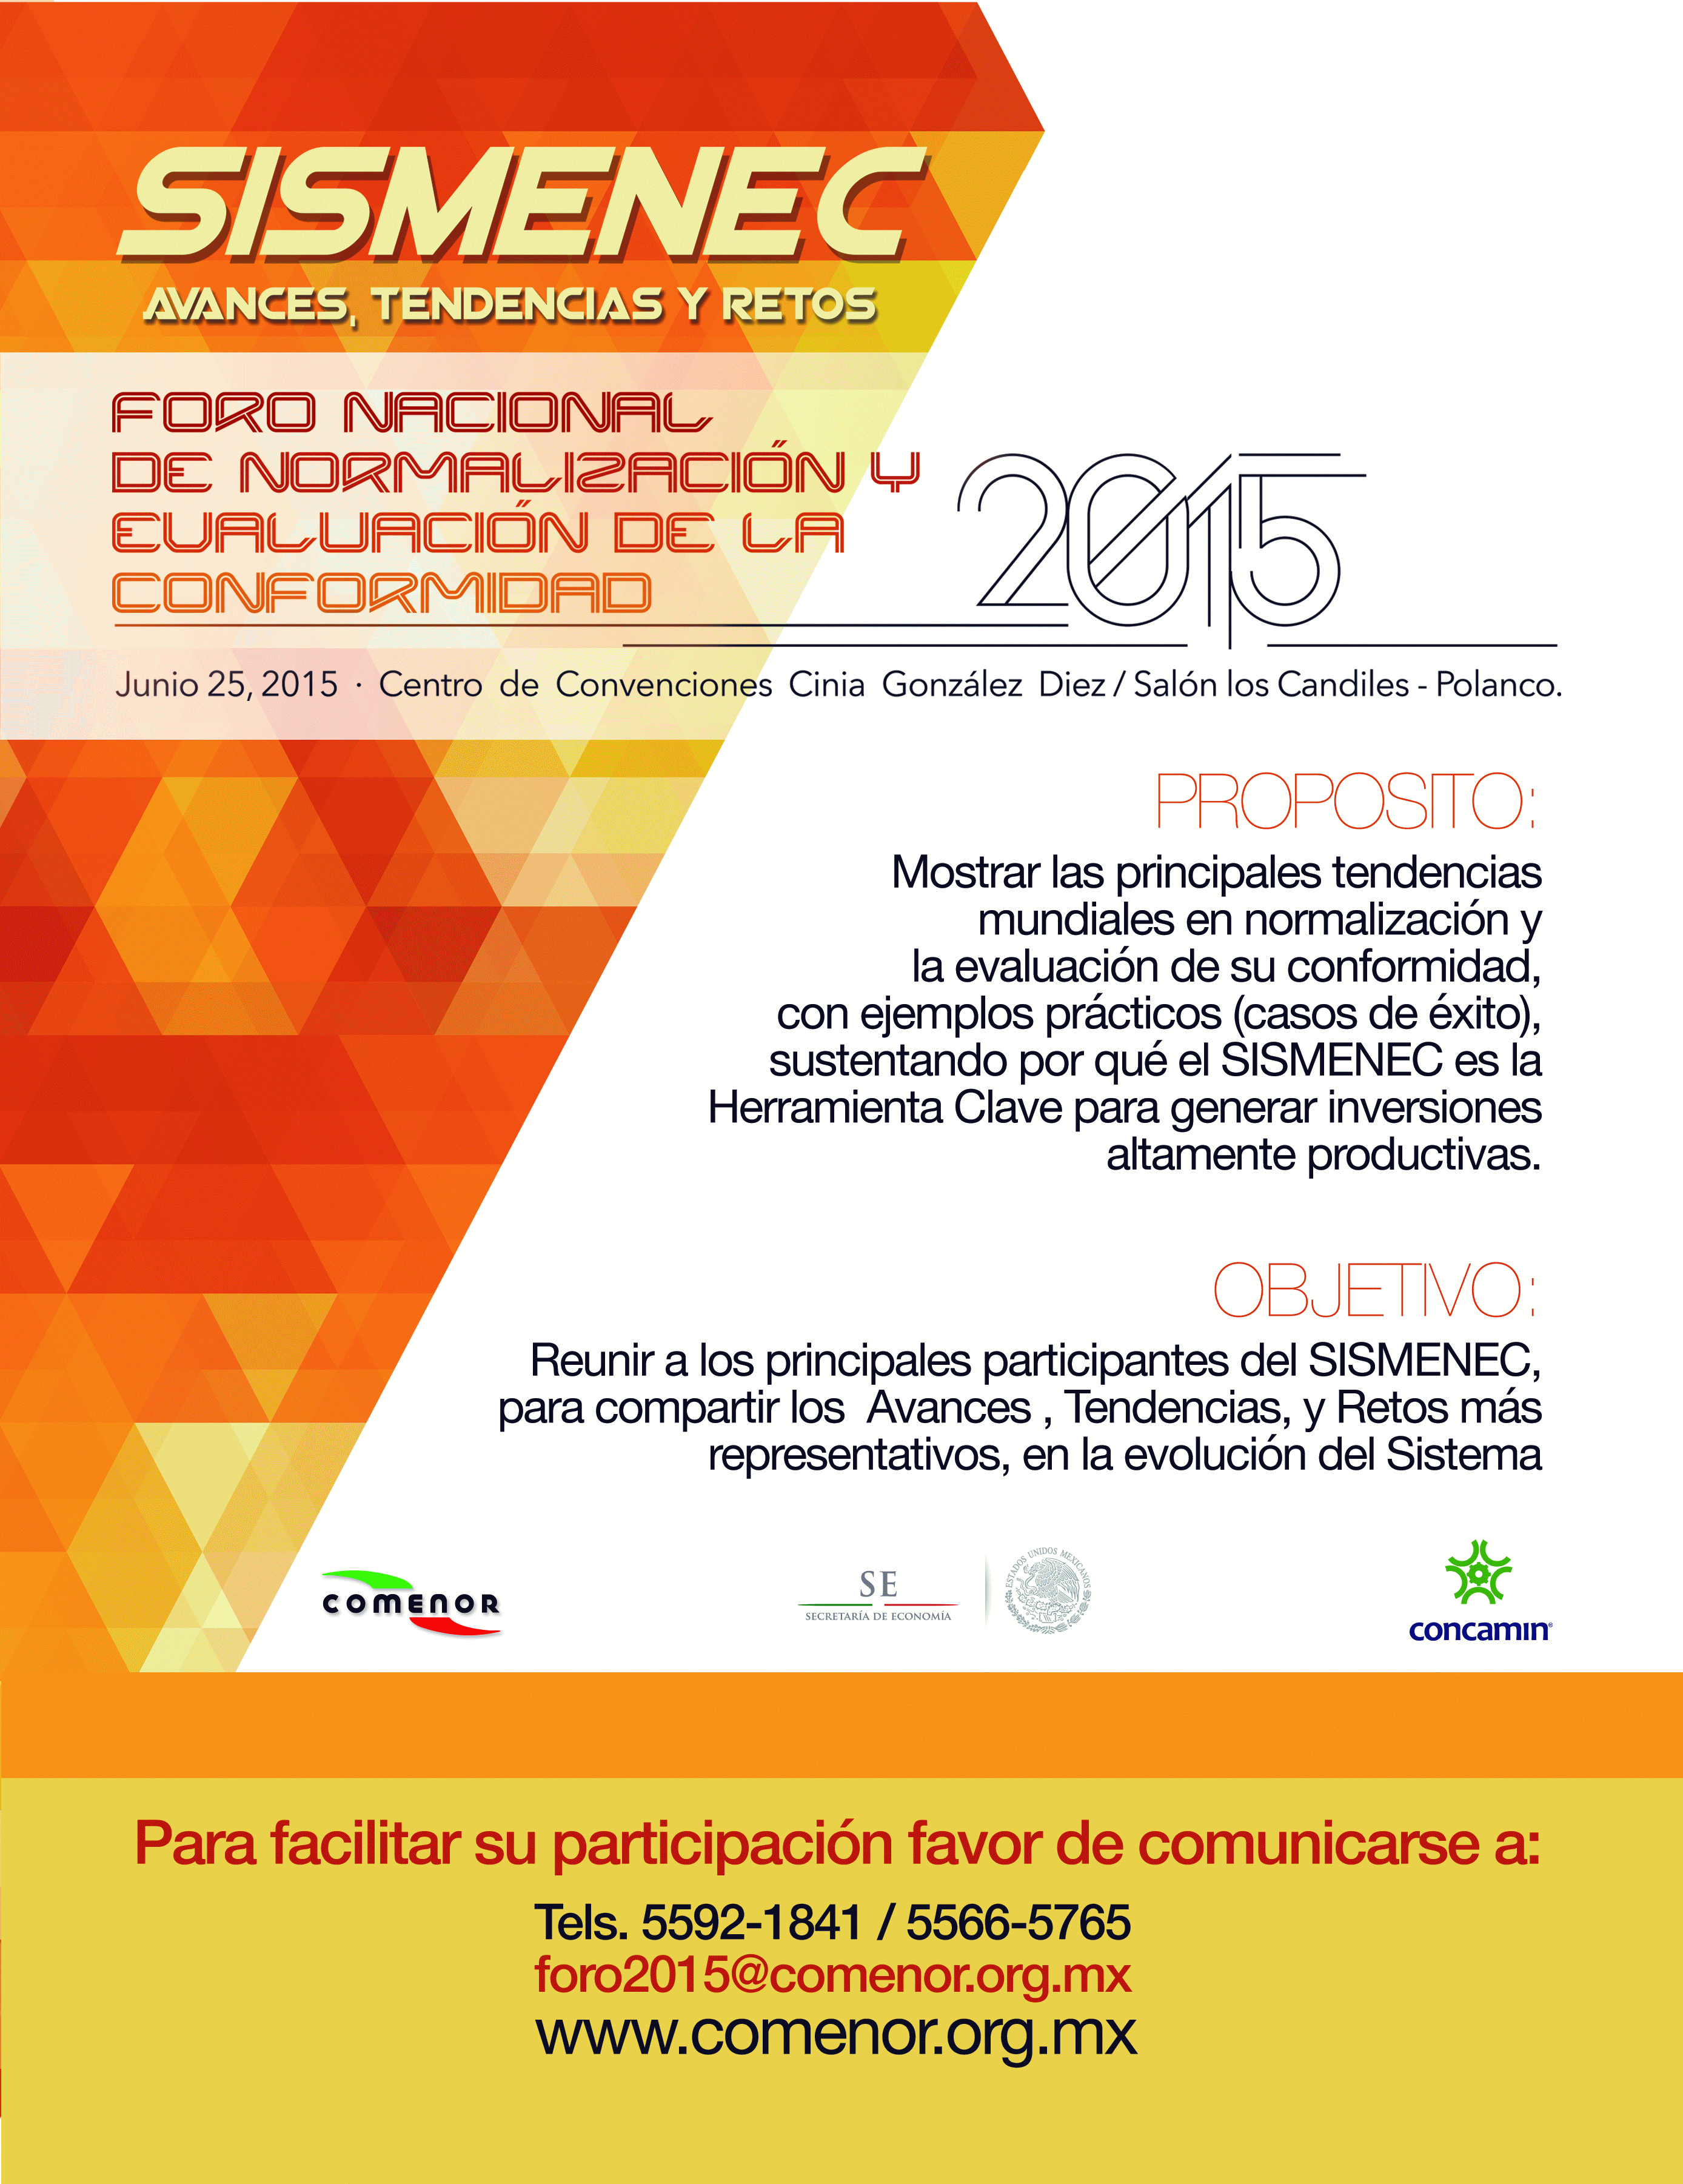 SISMENEC
AVANCES, TENDENCIAS Y RETOS
FORO NACIONAL
DE NORMALIZACIÓN Y
EVALUACIÓN DE LA
CONFORMIDAD
2015
Junio 25, 2015 · Centro de Convenciones Cinia González Diez / Salón los Candiles - Polanco.
PROPOSITO:
Mostrar las principales tendencias
mundiales en normalización y
la evaluación de su conformidad,
con ejemplos prácticos (casos de éxito),
sustentando por qué el SISMENEC es la
Herramienta Clave para generar inversiones
altamente productivas.
OBJETIVO:
Reunir a los principales participantes del SISMENEC,
para compartir los Avances , Tendencias, y Retos más
representativos, en la evolución del Sistema
COMENOR
SE
SECRETARÍA DE ECONOMÍA
ESTADOS UNIDOS MEXICANOS
concamin®
Para facilitar su participación favor de comunicarse a:
Tels. 5592-1841 / 5566-5765
foro2015@comenor.org.mx
www.comenor.org.mx